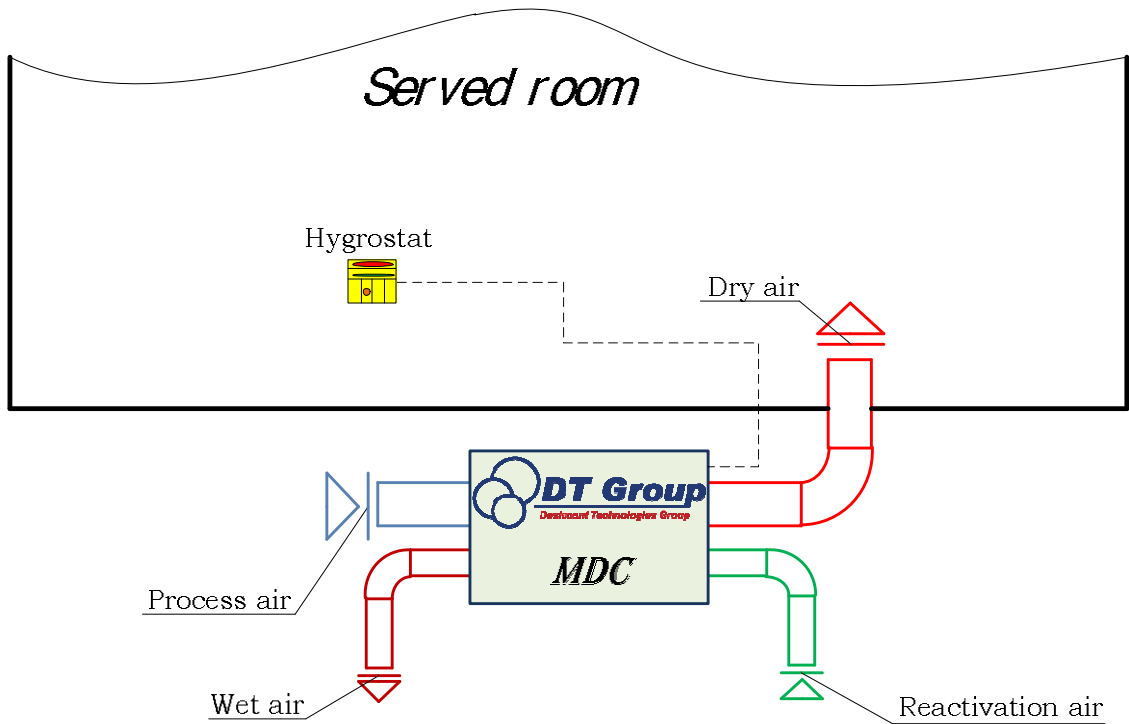 Served room
Hygrostat
Dry air
DT Group
Desiccant Technologies Group
MDC
Process air
Wet air
Reactivation air